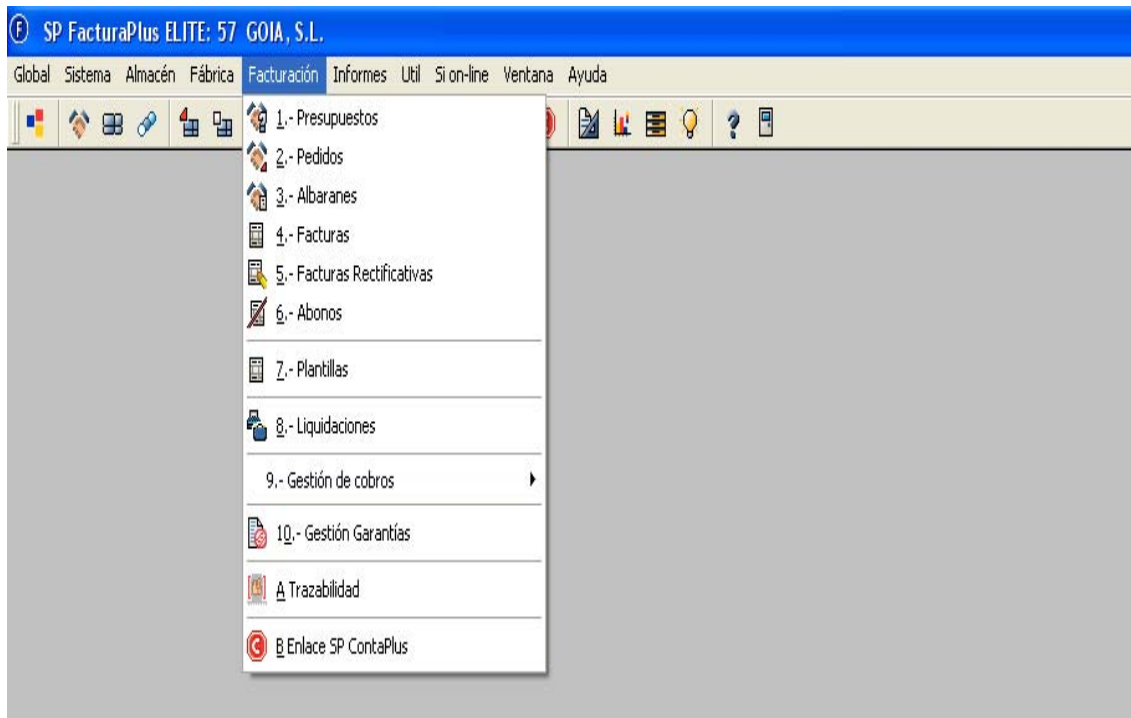 SP FacturaPlus ELITE: 57 GOIA, S.L.
Global Sistema Almacén Fábrica Facturación Informes Util Si on-line Ventana Ayuda
1.- Presupuestos
2.- Pedidos
3.- Albaranes
4.- Facturas
5.- Facturas Rectificativas
6.- Abonos
7.- Plantillas
8.- Liquidaciones
9.- Gestión de cobros
10.- Gestión Garantías
A Trazabilidad
B Enlace SP ContaPlus